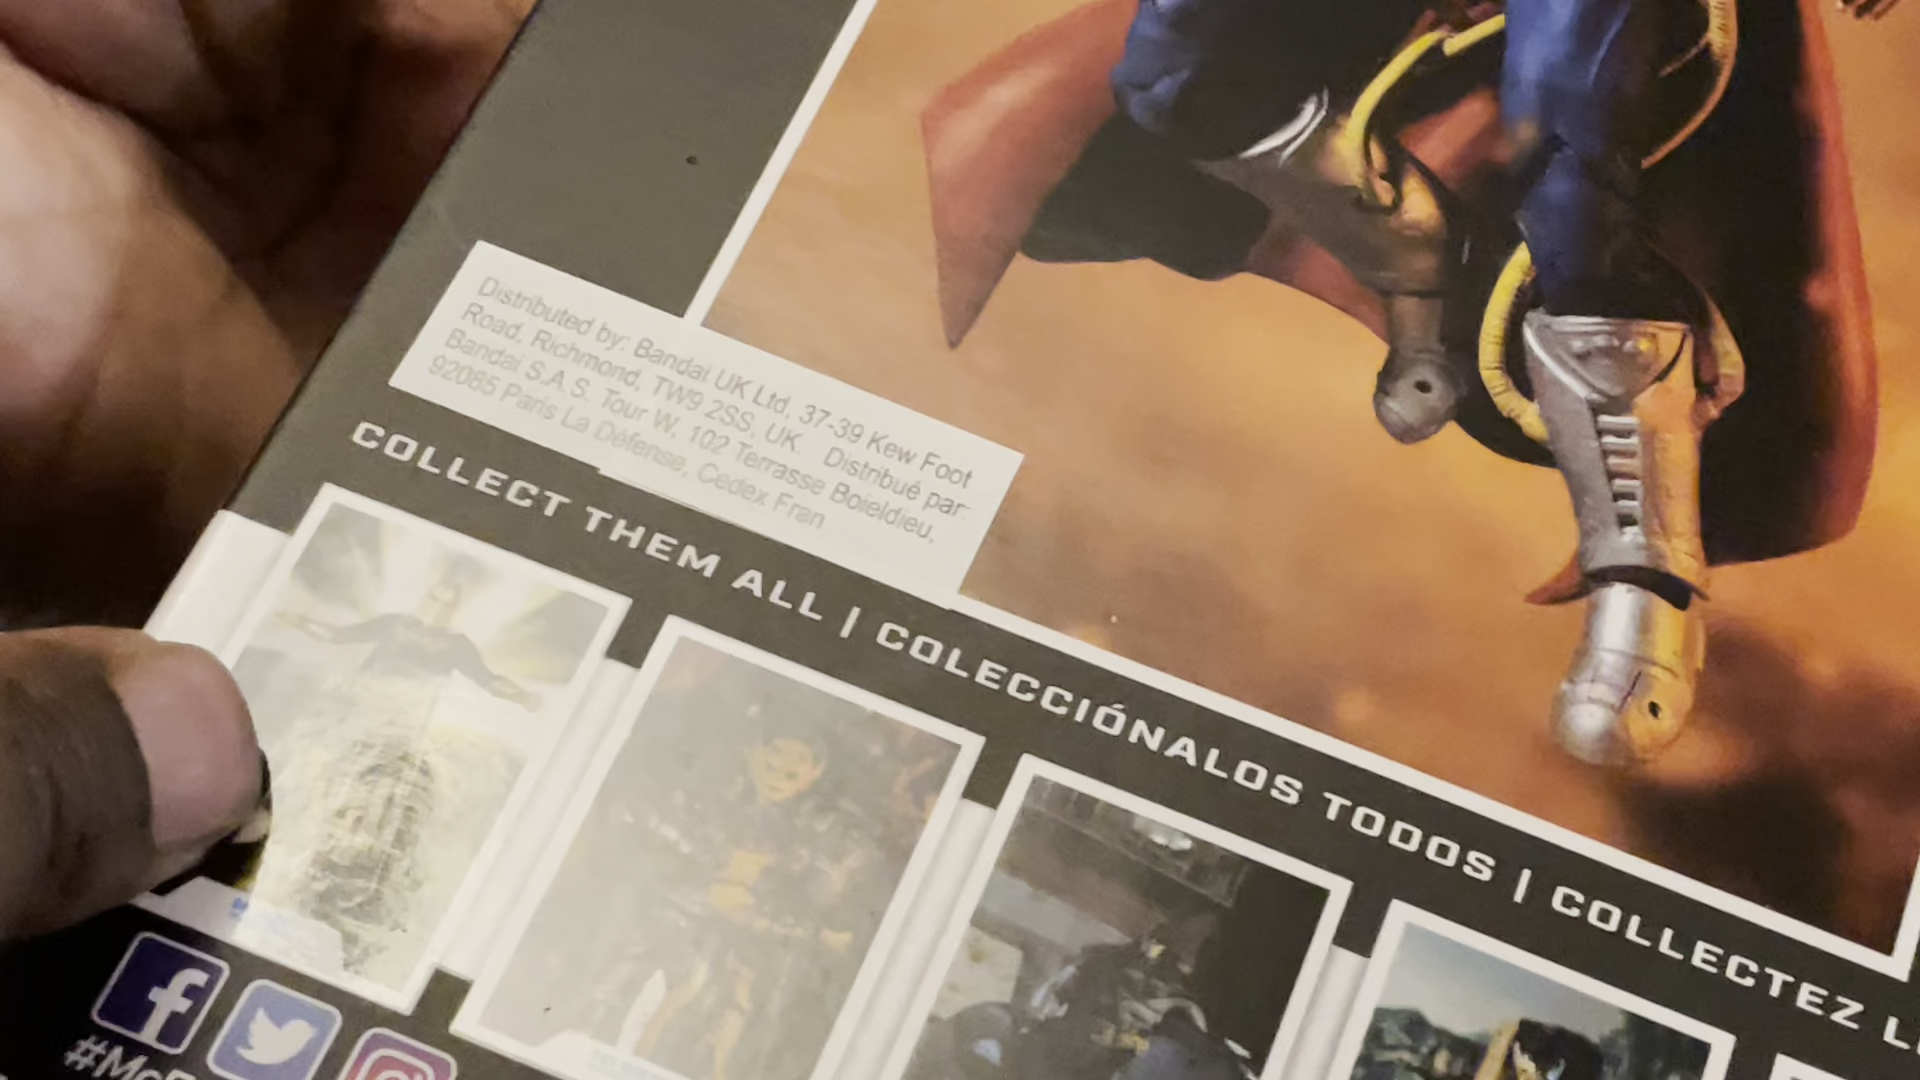 Distributed by: Bandai UK Ltd, 37-39 Kew Foot
Road, Richmond, TW9 2SS, UK. Distribué par:
Bandai S.A.S. Tour W, 102 Terrasse Boieldieu,
92085 Paris La Défense, Cedex Fran
COLLECT THEM ALL | COLECCIÓNALOS TODOS | COLLECTEZ